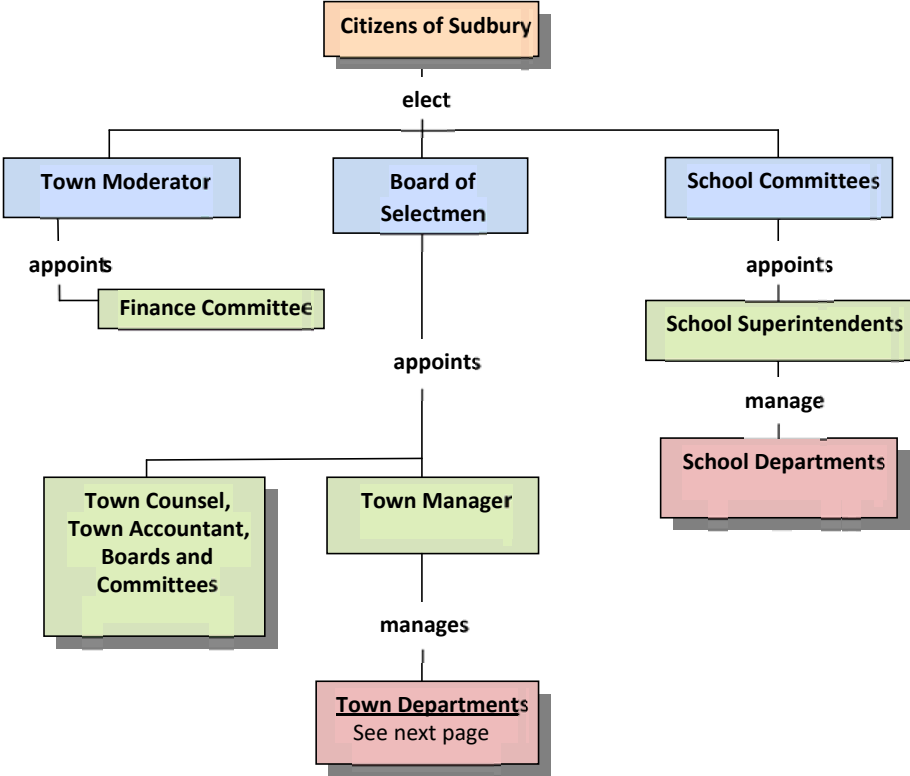 Citizens of Sudbury
elect
Town Moderator
Board of
Selectmen
School Committees
appoints
Finance Committee
appoints
School Superintendents
manage
School Departments
appoints
Town Counsel,
Town Accountant,
Boards and
Committees
Town Manager
manages
Town Departments
See next page